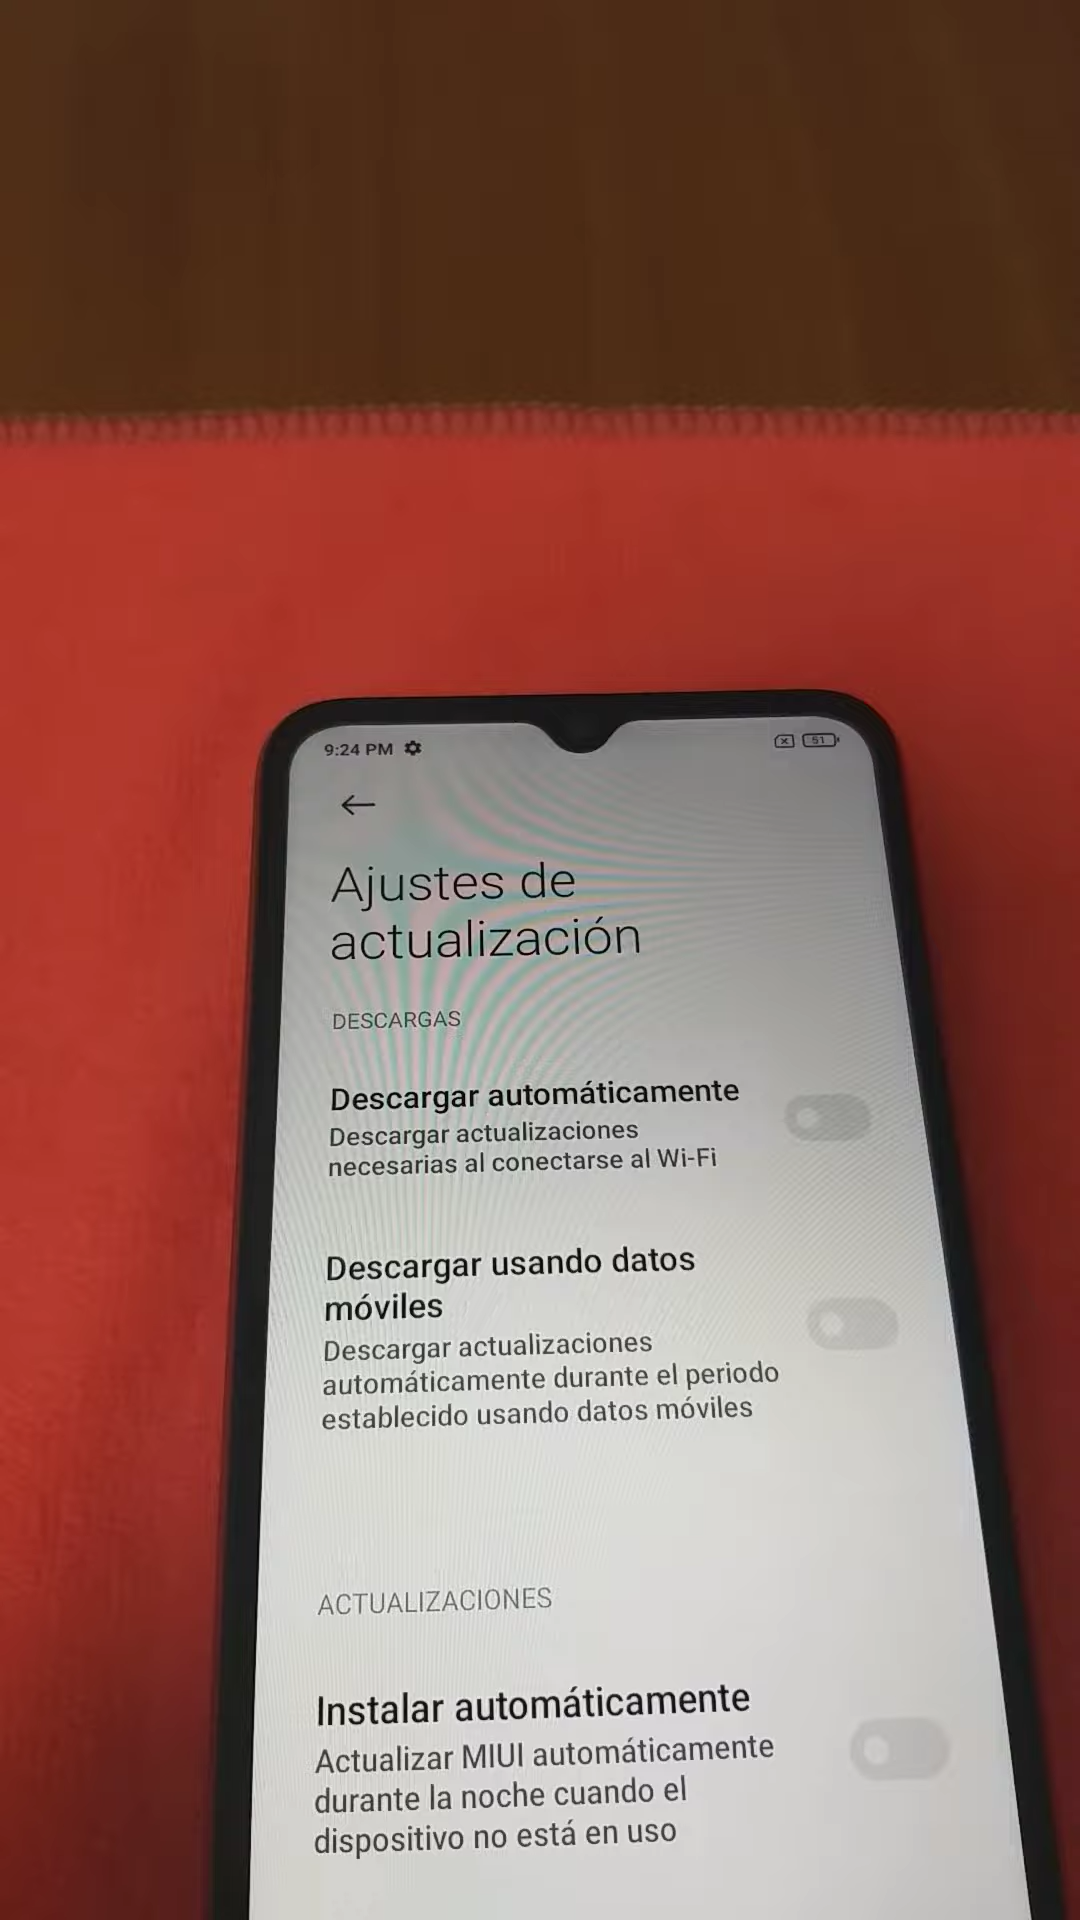 9:24 PM
51
Ajustes de
actualización
DESCARGAS
Descargar automáticamente
Descargar actualizaciones
necesarias al conectarse al Wi-Fi
Descargar usando datos
móviles
Descargar actualizaciones
automáticamente durante el periodo
establecido usando datos móviles
ACTUALIZACIONES
Instalar automáticamente
Actualizar MIUI automáticamente
durante la noche cuando el
dispositivo no está en uso